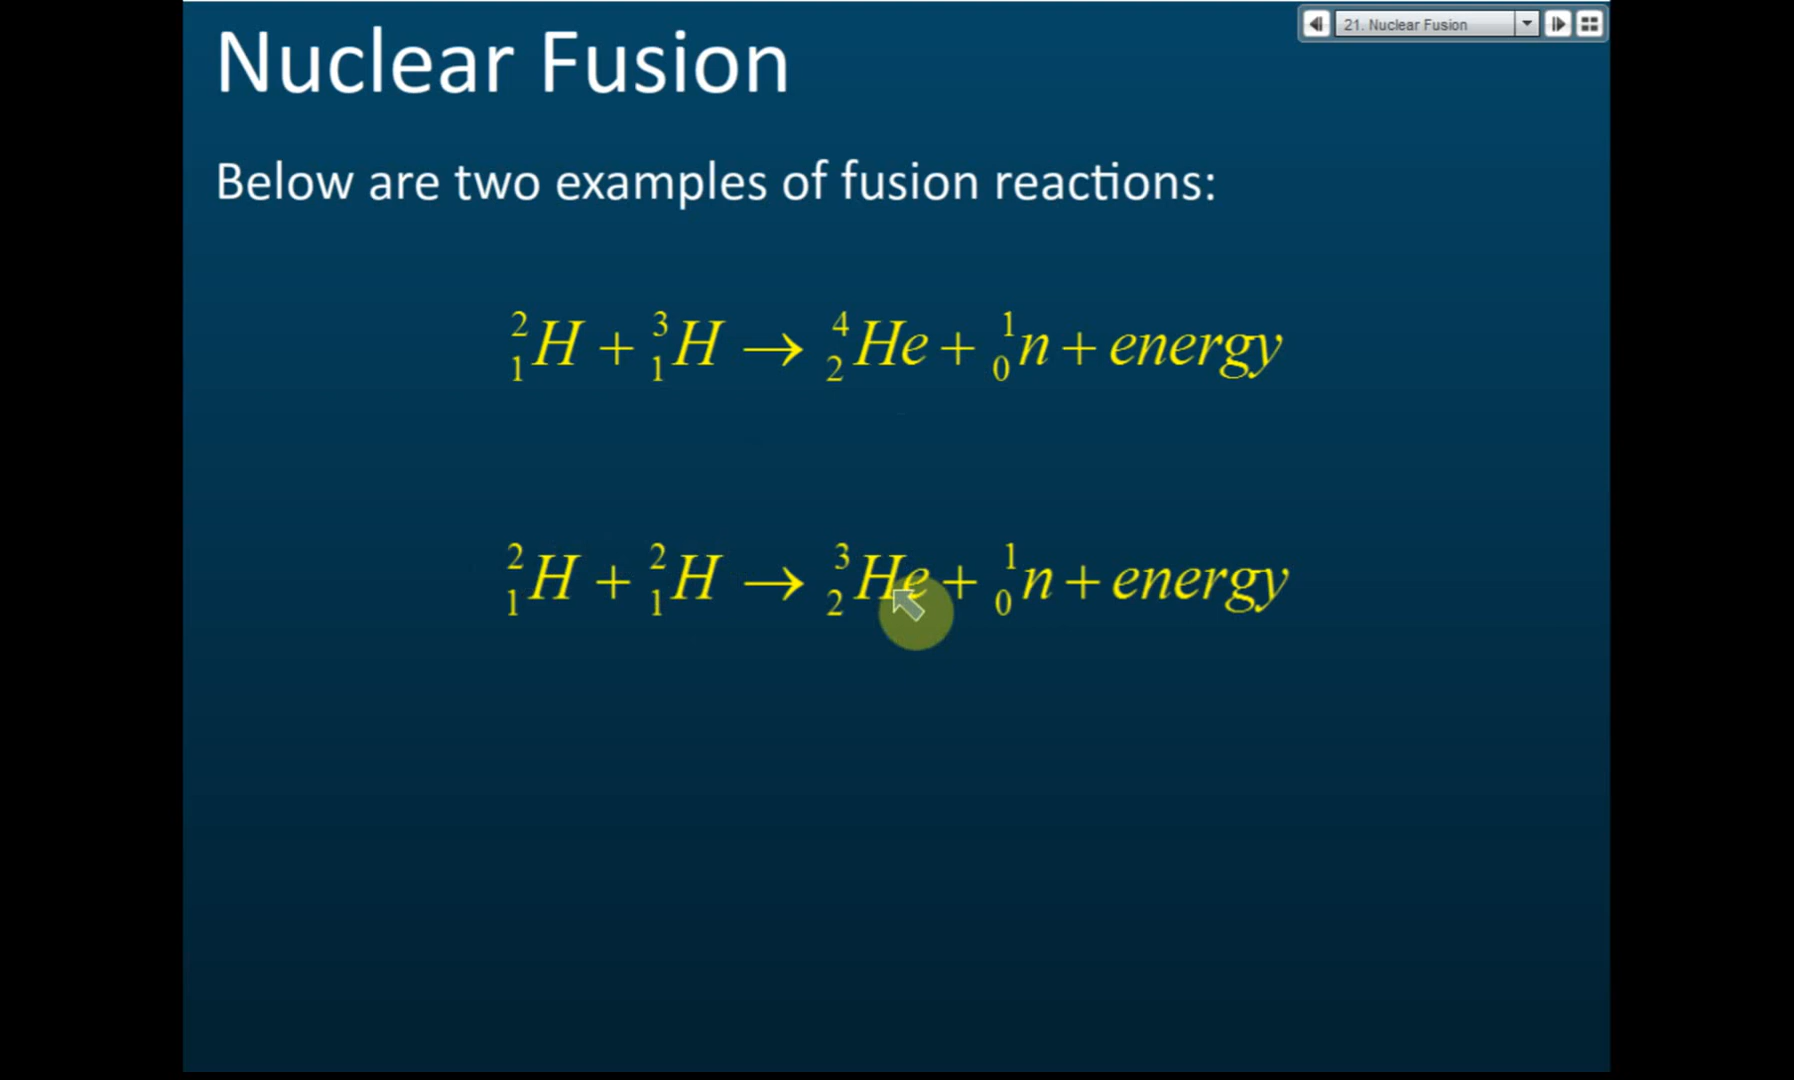 21. Nuclear Fusion
Nuclear Fusion
Below are two examples of fusion reactions:
²₁H + ³₁H → ⁴₂He + ¹₀n + energy
²₁H + ²₁H → ³₂He + ¹₀n + energy